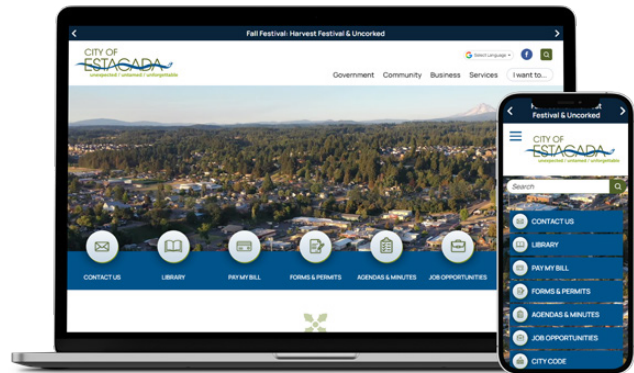 Fall Festival: Harvest Festival & Uncorked
CITY OF
ESTACADA
unexpected / untamed / unforgettable
Select Language
Government Community Business Services I want to...
CONTACT US LIBRARY PAY MY BILL FORMS & PERMITS AGENDAS & MINUTES JOB OPPORTUNITIES
Festival & Uncorked
CITY OF
ESTACADA
unexpected / untamed / unforgettable
Search
CONTACT US
LIBRARY
PAY MY BILL
FORMS & PERMITS
AGENDAS & MINUTES
JOB OPPORTUNITIES
CITY CODE